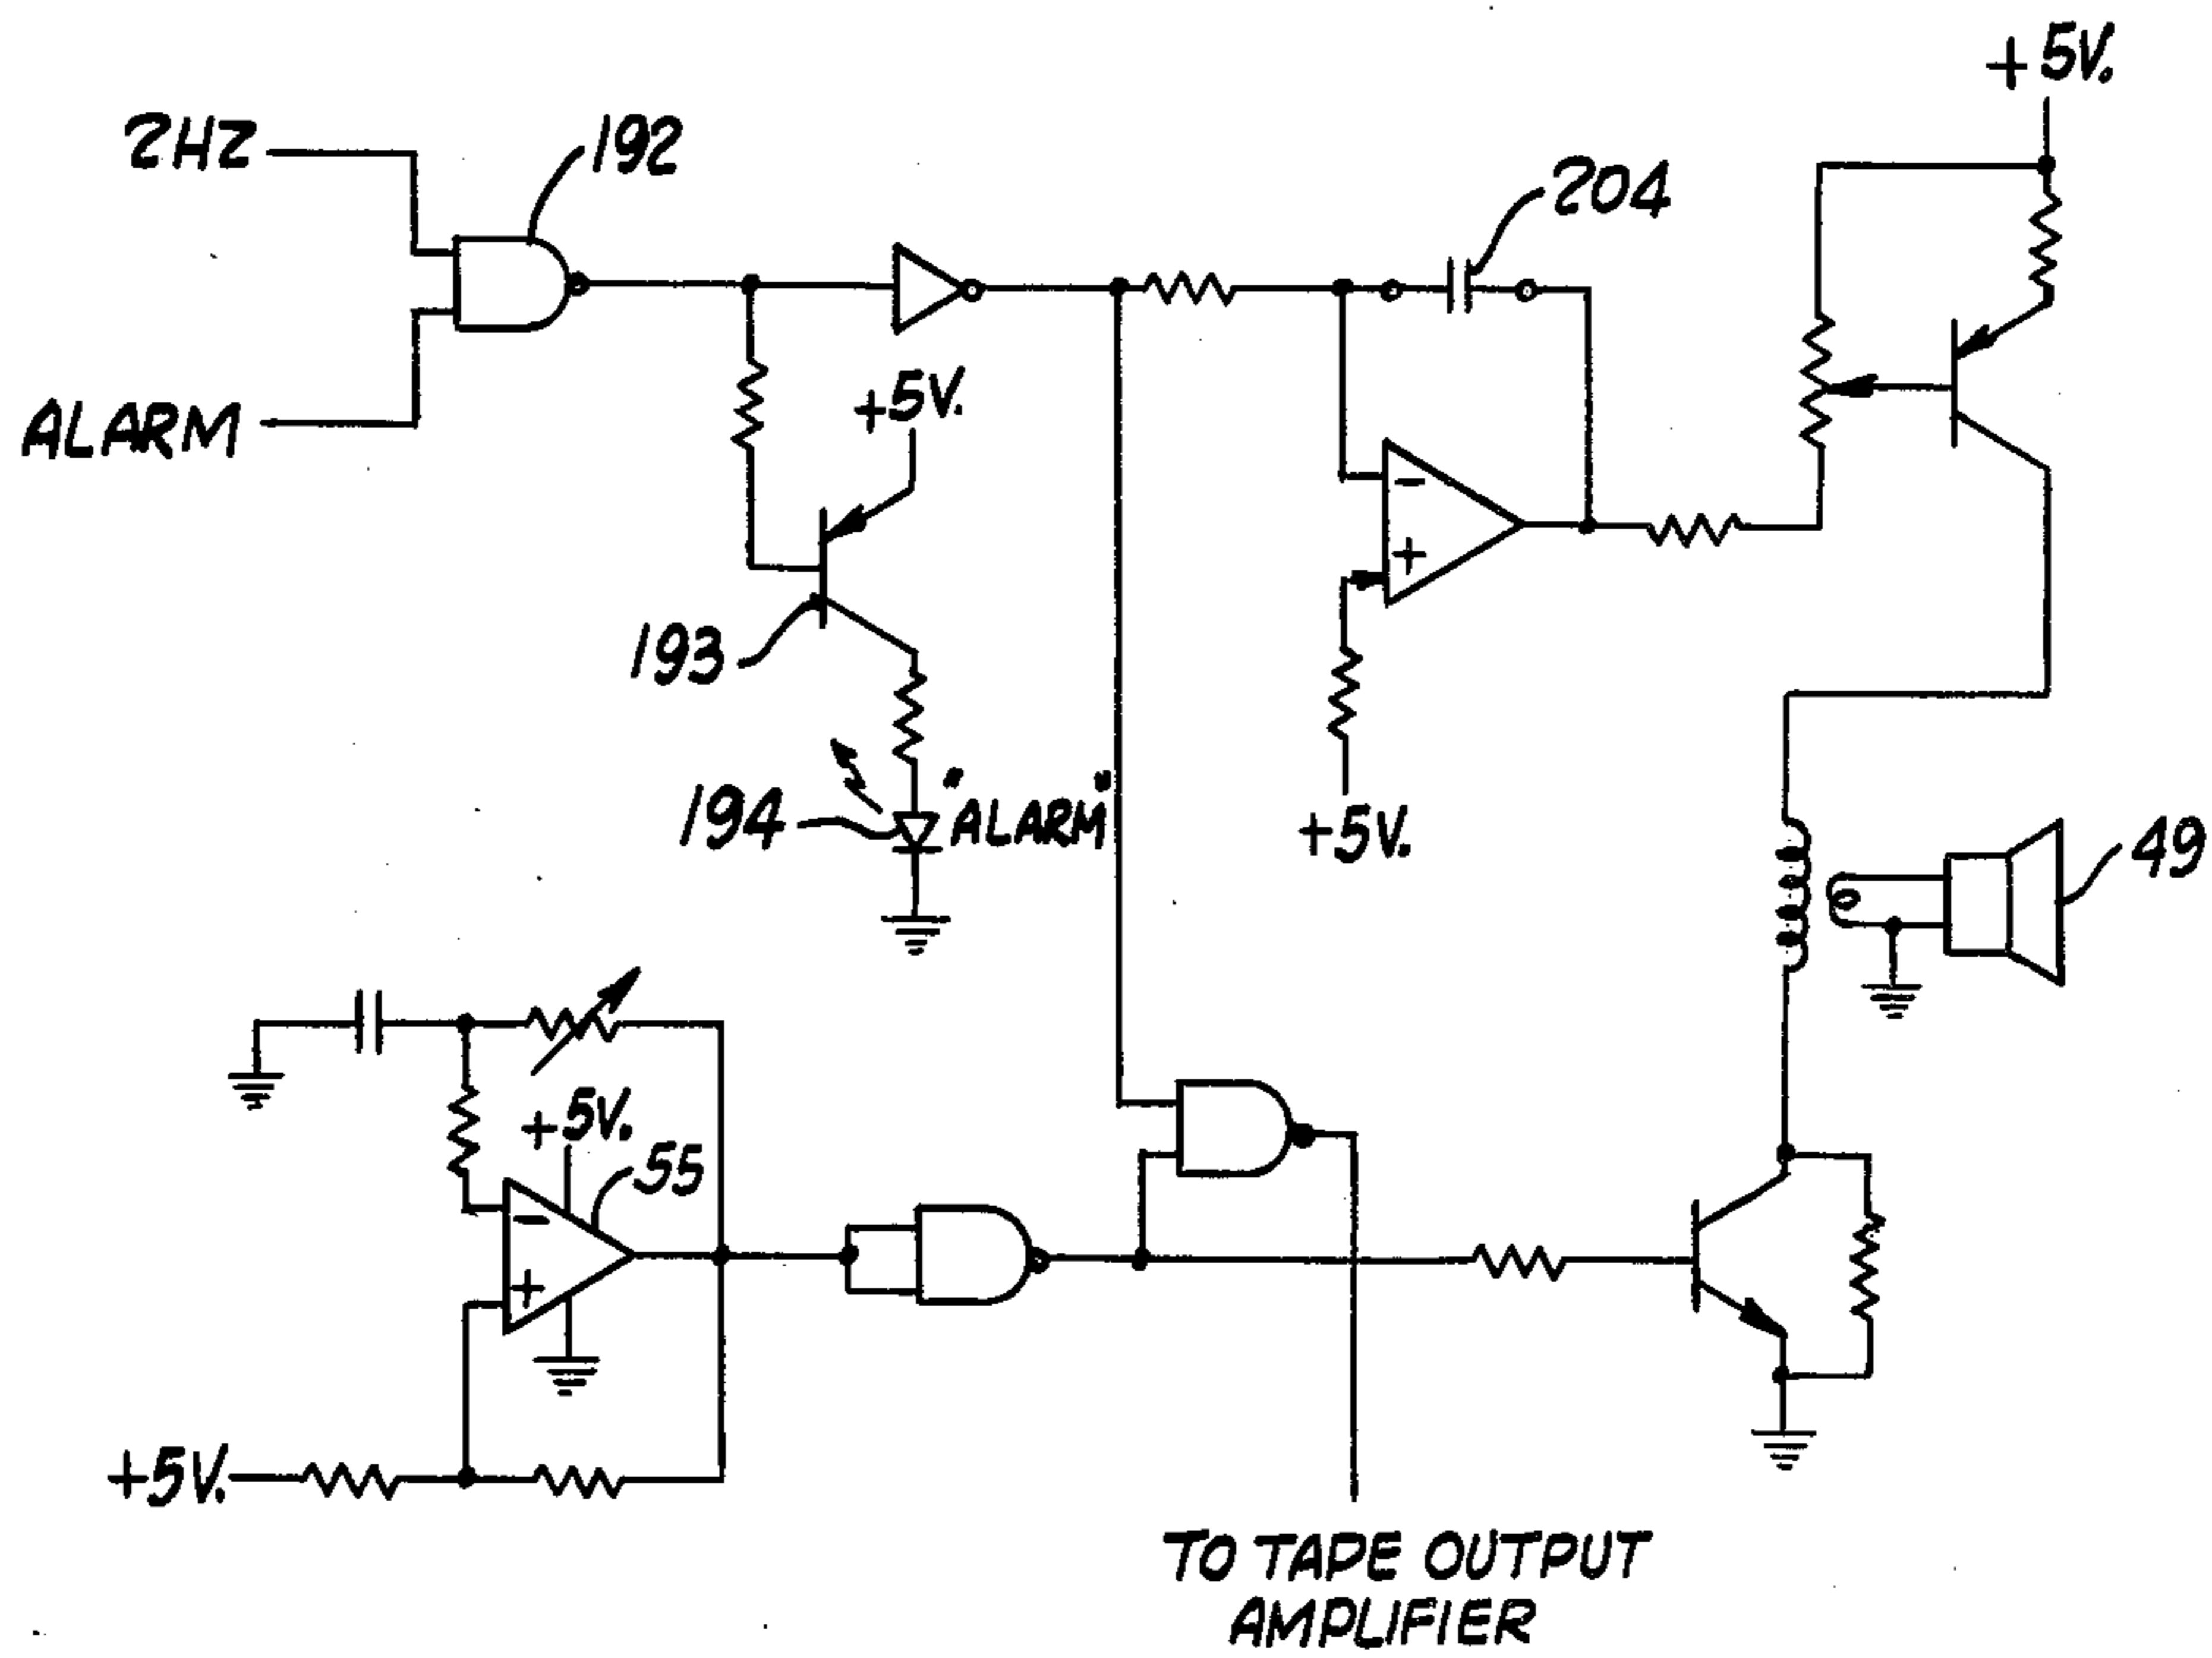 +5V.
2HZ
192
204
ALARM
+5V.
-
+
193
194
"ALARM"
+5V.
49
+5V.
55
-
+
+5V.
TO TAPE OUTPUT
AMPLIFIER